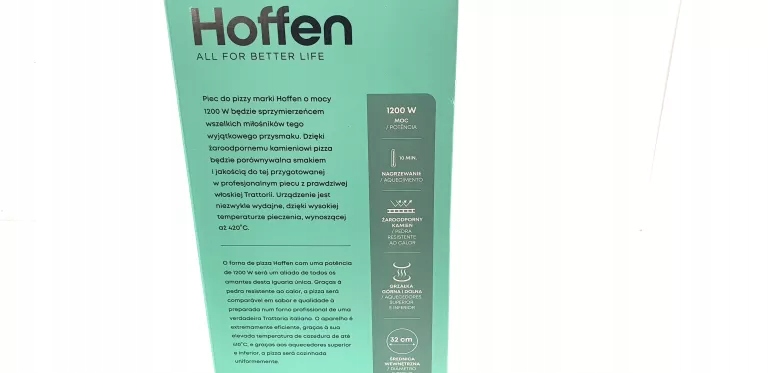 Hoffen
ALL FOR BETTER LIFE
Piec do pizzy marki Hoffen o mocy
1200 W będzie sprzymierzeńcem
wszelkich miłośników tego
wyjątkowego przysmaku. Dzięki
żaroodpornemu kamieniowi pizza
będzie porównywalna smakiem
i jakością do tej przygotowanej
w profesjonalnym piecu z prawdziwej
włoskiej Trattorii. Urządzenie jest
niezwykle wydajne, dzięki wysokiej
temperaturze pieczenia, wynoszącej
aż 420°C.
O forno de pizza Hoffen com uma potência
de 1200 W será um aliado de todos os
amantes desta iguaria única. Graças à
pedra resistente ao calor, a pizza será
comparável em sabor e qualidade à
preparada num forno profissional de uma
verdadeira Trattoria italiana. O aparelho é
extremamente eficiente, graças à sua
elevada temperatura de cozedura de até
e graças aos aquecedores superior
e inferior, a pizza será cozinhada
uniformemente.
1200 W
MOC
/ POTÊNCIA
10 MIN.
NAGRZEWANIE
/ AQUECIMENTO
ŻAROODPORNY
KAMIEŃ
/ PEDRA
RESISTENTE
AO CALOR
GRZAŁKA
GÓRNA I DOLNA
/ AQUECEDORES
SUPERIOR
E INFERIOR
32 cm
ŚREDNICA
WEWNĘTRZNA
/ DIÂMETRO